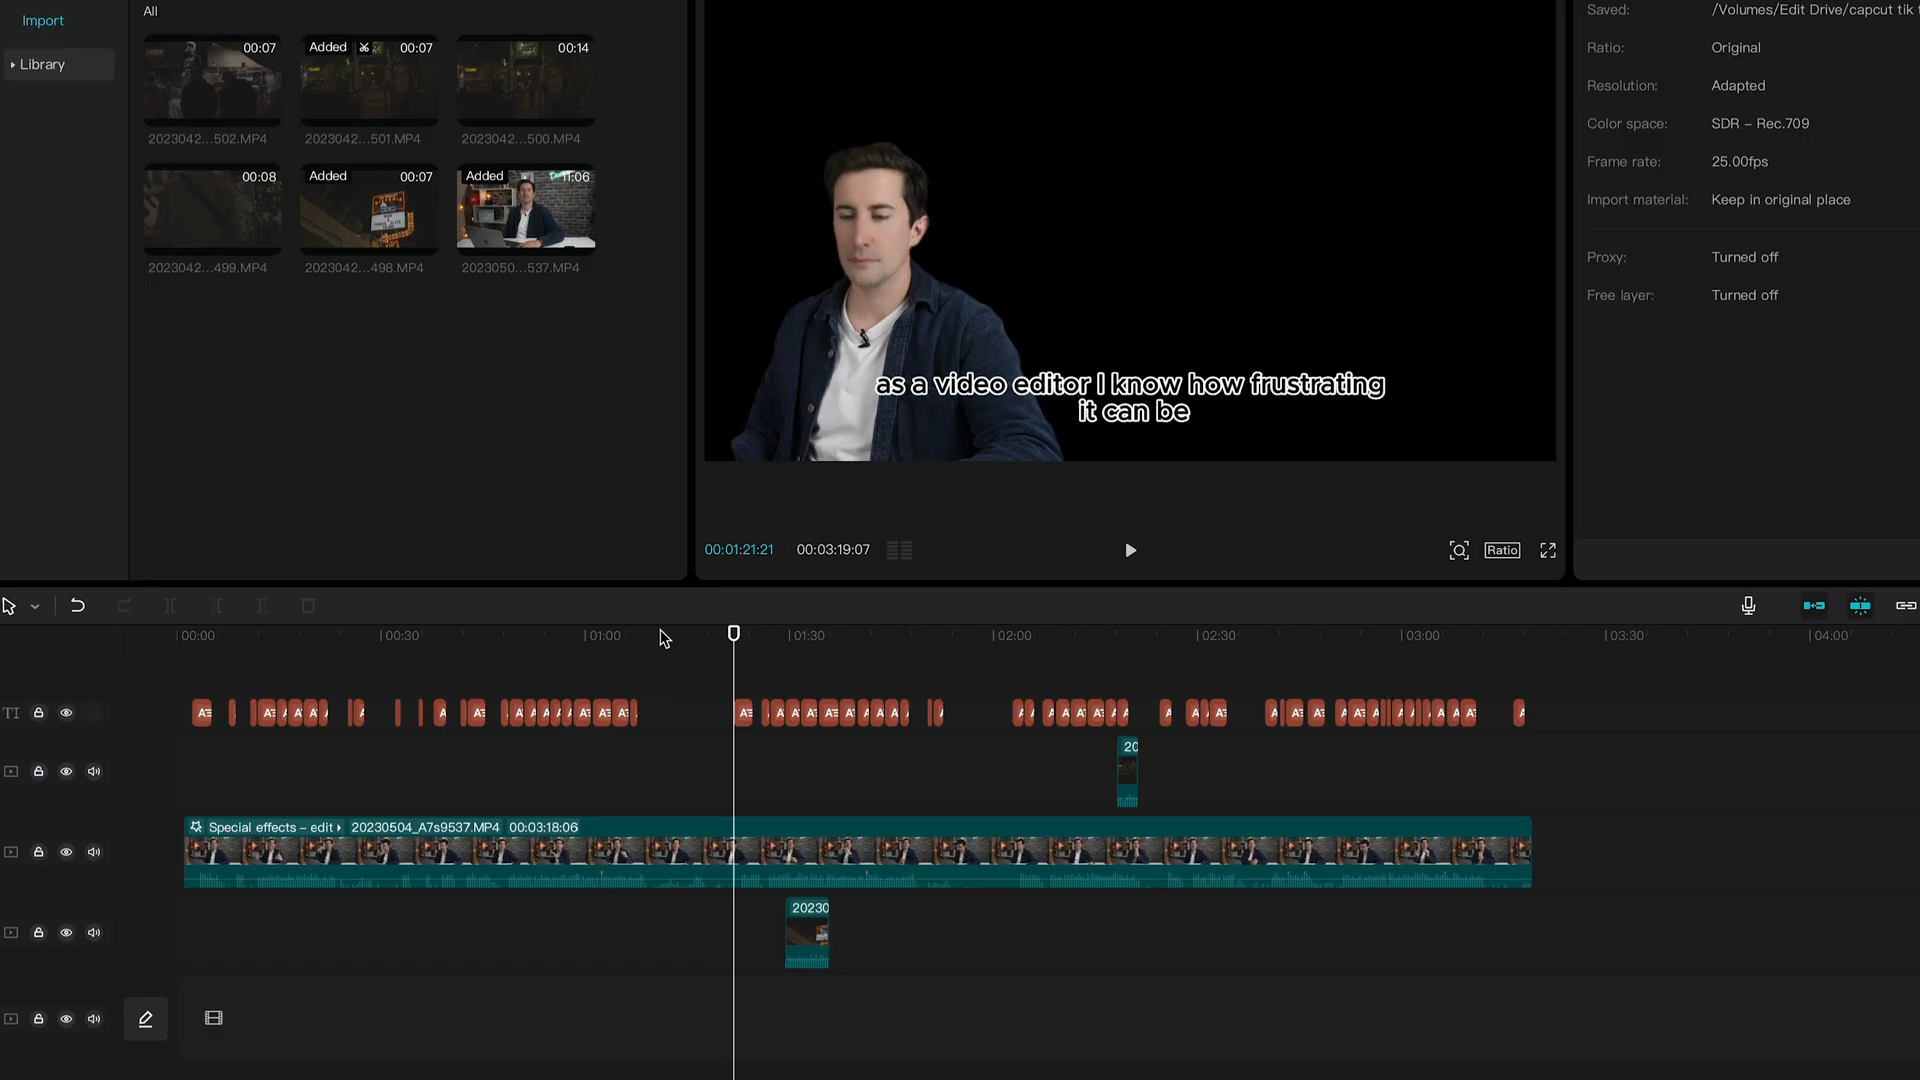 Import
All
Library
00:07
Added
00:07
00:14
2023042...502.MP4
2023042...501.MP4
2023042...500.MP4
00:08
Added
00:07
Added
11:06
2023042...499.MP4
2023042...498.MP4
2023050...537.MP4
as a video editor I know how frustrating
it can be
00:01:21:21
00:03:19:07
Ratio
Saved:
/Volumes/Edit Drive/capcut tik
Ratio:
Original
Resolution:
Adapted
Color space:
SDR – Rec.709
Frame rate:
25.00fps
Import material:
Keep in original place
Proxy:
Turned off
Free layer:
Turned off
00:00
00:30
01:00
01:30
02:00
02:30
03:00
03:30
04:00
TI
20
Special effects – edit
20230504_A7s9537.MP4
00:03:18:06
20230